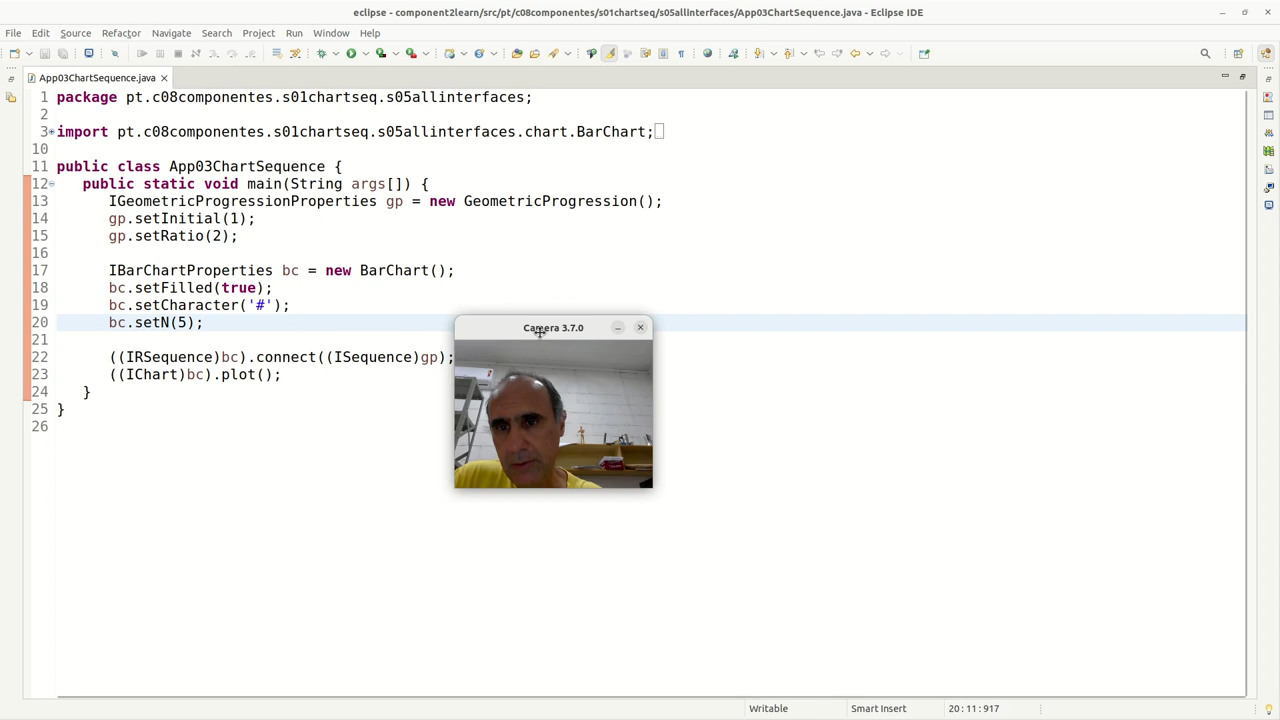 eclipse - component2learn/src/pt/c08componentes/s01chartseq/s05allinterfaces/App03ChartSequence.java - Eclipse IDE
File Edit Source Refactor Navigate Search Project Run Window Help
App03ChartSequence.java
1 package pt.c08componentes.s01chartseq.s05allinterfaces;
2
3 import pt.c08componentes.s01chartseq.s05allinterfaces.chart.BarChart;
10
11 public class App03ChartSequence {
12 public static void main(String args[]) {
13 IGeometricProgressionProperties gp = new GeometricProgression();
14 gp.setInitial(1);
15 gp.setRatio(2);
16
17 IBarChartProperties bc = new BarChart();
18 bc.setFilled(true);
19 bc.setCharacter('#');
20 bc.setN(5);
21
22 ((IRSequence)bc).connect((ISequence)gp);
23 ((IChart)bc).plot();
24 }
25 }
26
Camera 3.7.0
Writable Smart Insert 20 : 11 : 917